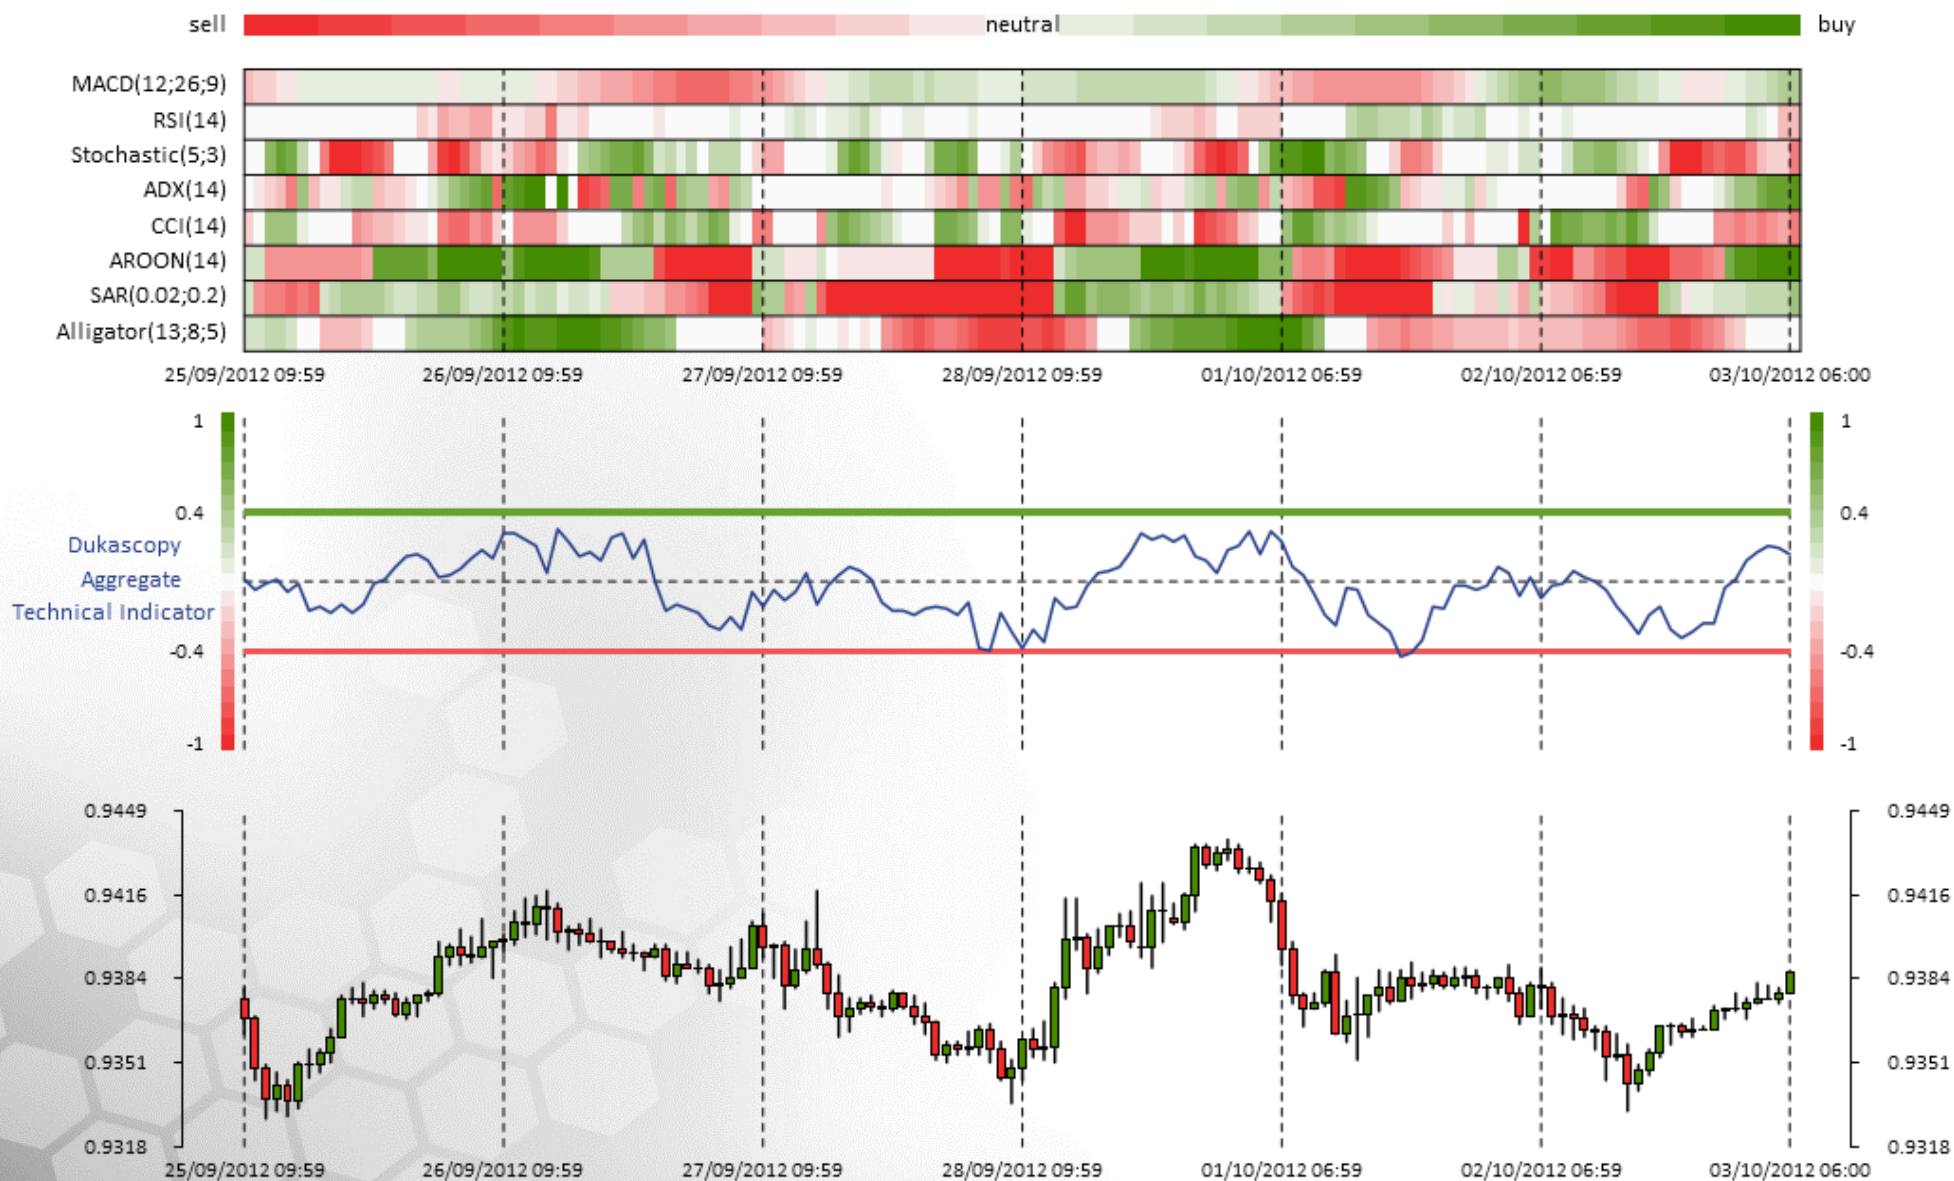 sell neutral buy
MACD(12;26;9)
RSI(14)
Stochastic(5;3)
ADX(14)
CCI(14)
AROON(14)
SAR(0.02;0.2)
Alligator(13;8;5)
25/09/2012 09:59 26/09/2012 09:59 27/09/2012 09:59 28/09/2012 09:59 01/10/2012 06:59 02/10/2012 06:59 03/10/2012 06:00
1 1
0.4 0.4
Dukascopy
Aggregate
Technical Indicator
-0.4 -0.4
-1 -1
0.9449 0.9449
0.9416 0.9416
0.9384 0.9384
0.9351 0.9351
0.9318 0.9318
25/09/2012 09:59 26/09/2012 09:59 27/09/2012 09:59 28/09/2012 09:59 01/10/2012 06:59 02/10/2012 06:59 03/10/2012 06:00